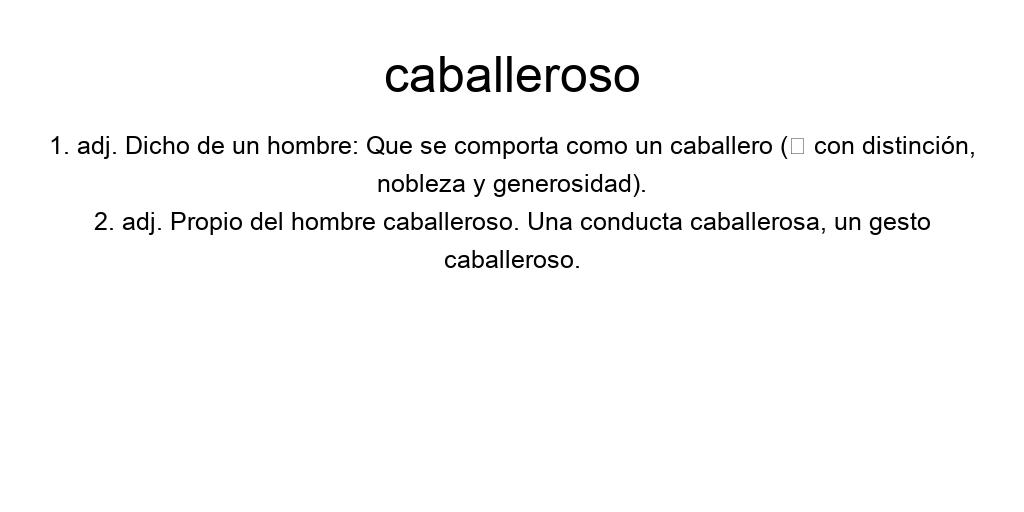 caballeroso
1. adj. Dicho de un hombre: Que se comporta como un caballero (▯ con distinción,
nobleza y generosidad).
2. adj. Propio del hombre caballeroso. Una conducta caballerosa, un gesto
caballeroso.